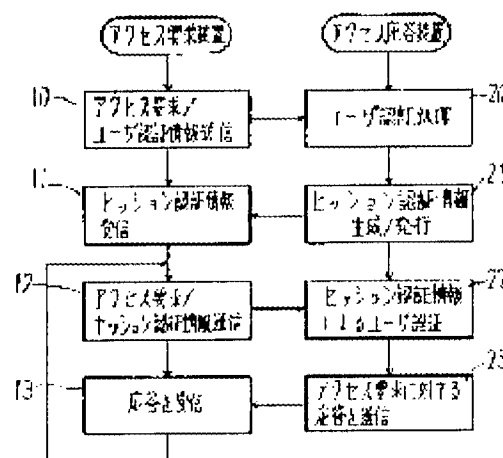 アクセス要求装置
アクセス応答装置
10
アクセス要求/
ユーザ認証情報送信
20
ユーザ認証処理
11
セッション認証情報
受信
21
セッション認証情報
生成/発行
12
アクセス要求/
セッション認証情報送信
22
セッション認証情報
によるユーザ認証
13
応答を受信
23
アクセス要求に対する
応答を送信